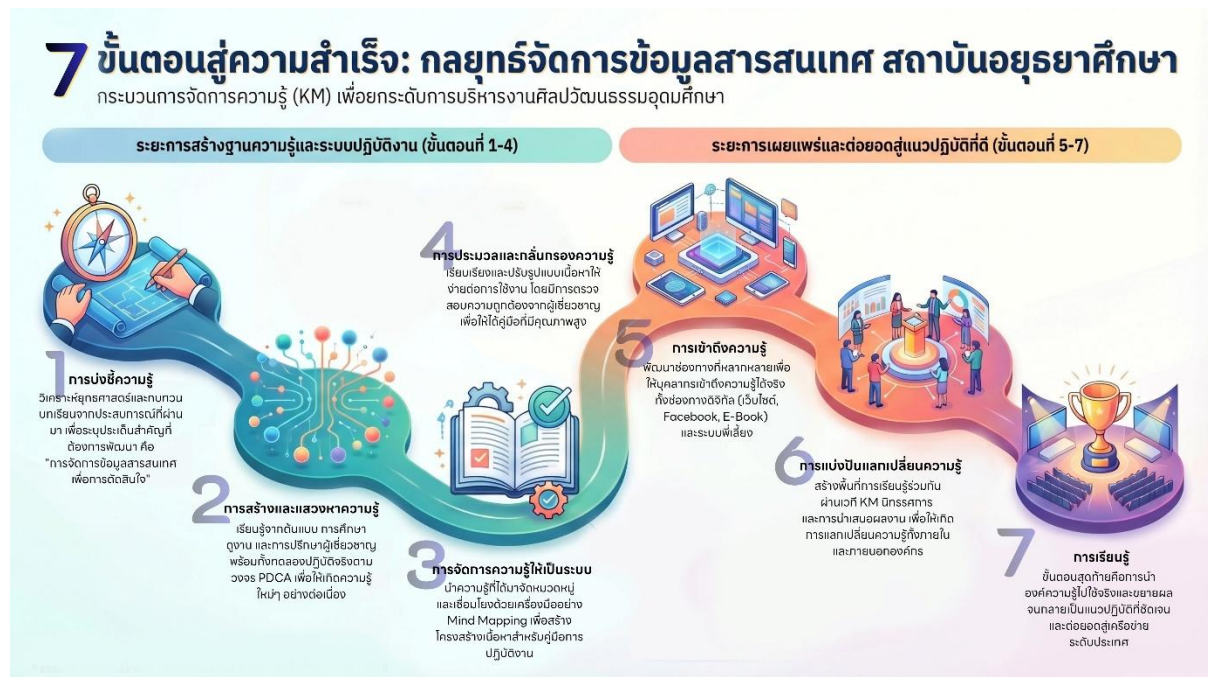 7 ขั้นตอนสู่ความสำเร็จ: กลยุทธ์จัดการข้อมูลสารสนเทศ สถาบันอยุธยาศึกษา
กระบวนการจัดการความรู้ (KM) เพื่อยกระดับการบริหารงานศิลปวัฒนธรรมอุดมศึกษา
ระยะการสร้างฐานความรู้และระบบปฏิบัติงาน (ขั้นตอนที่ 1-4)
ระยะการเผยแพร่และต่อยอดสู่แนวปฏิบัติที่ดี (ขั้นตอนที่ 5-7)
1
การบ่งชี้ความรู้
วิเคราะห์ยุทธศาสตร์และทบทวน
บทเรียนจากประสบการณ์ที่ผ่าน
มา เพื่อระบุประเด็นสำคัญที่
ต้องการพัฒนา คือ
"การจัดการข้อมูลสารสนเทศ
เพื่อการตัดสินใจ"
2
การสร้างและแสวงหาความรู้
เรียนรู้จากต้นแบบ การศึกษา
ดูงาน และการปรึกษาผู้เชี่ยวชาญ
พร้อมทั้งทดลองปฏิบัติจริงตาม
วงจร PDCA เพื่อให้เกิดความรู้
ใหม่ๆ อย่างต่อเนื่อง
3
การจัดการความรู้ให้เป็นระบบ
นำความรู้ที่ได้มาจัดหมวดหมู่
และเชื่อมโยงด้วยเครื่องมืออย่าง
Mind Mapping เพื่อสร้าง
โครงสร้างเนื้อหาสำหรับคู่มือการ
ปฏิบัติงาน
4
การประมวลและกลั่นกรองความรู้
เรียบเรียงและปรับรูปแบบเนื้อหาให้
ง่ายต่อการใช้งาน โดยมีการตรวจ
สอบความถูกต้องจากผู้เชี่ยวชาญ
เพื่อให้ได้คู่มือที่มีคุณภาพสูง
5
การเข้าถึงความรู้
พัฒนาช่องทางที่หลากหลายเพื่อ
ให้บุคลากรเข้าถึงความรู้ได้จริง
ทั้งช่องทางดิจิทัล (เว็บไซต์,
Facebook, E-Book)
และระบบพี่เลี้ยง
6
การแบ่งปันแลกเปลี่ยนความรู้
สร้างพื้นที่การเรียนรู้ร่วมกัน
ผ่านเวที KM นิทรรศการ
และการนำเสนอผลงาน เพื่อให้เกิด
การแลกเปลี่ยนความรู้ทั้งภายใน
และภายนอกองค์กร
7
การเรียนรู้
ขั้นตอนสุดท้ายคือการนำ
องค์ความรู้ไปใช้จริงและขยายผล
จนกลายเป็นแนวปฏิบัติที่ชัดเจน
และต่อยอดสู่เครือข่าย
ระดับประเทศ